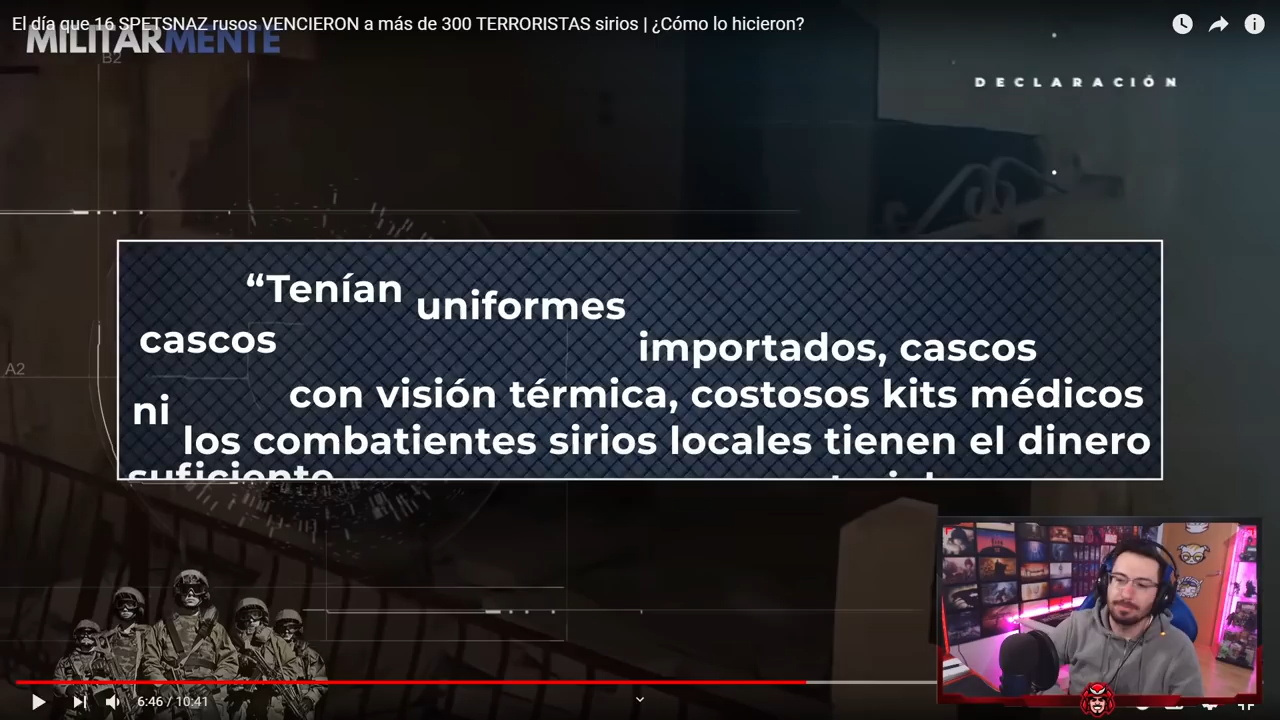 El día que 16 SPETSNAZ rusos VENCIERON a más de 300 TERRORISTAS sirios | ¿Cómo lo hicieron?
MILITARMENTE
B2
DECLARACIÓN
“Tenían uniformes
cascos importados, cascos
con visión térmica, costosos kits médicos
ni
los combatientes sirios locales tienen el dinero
suficiente
A2
6:46 / 10:41